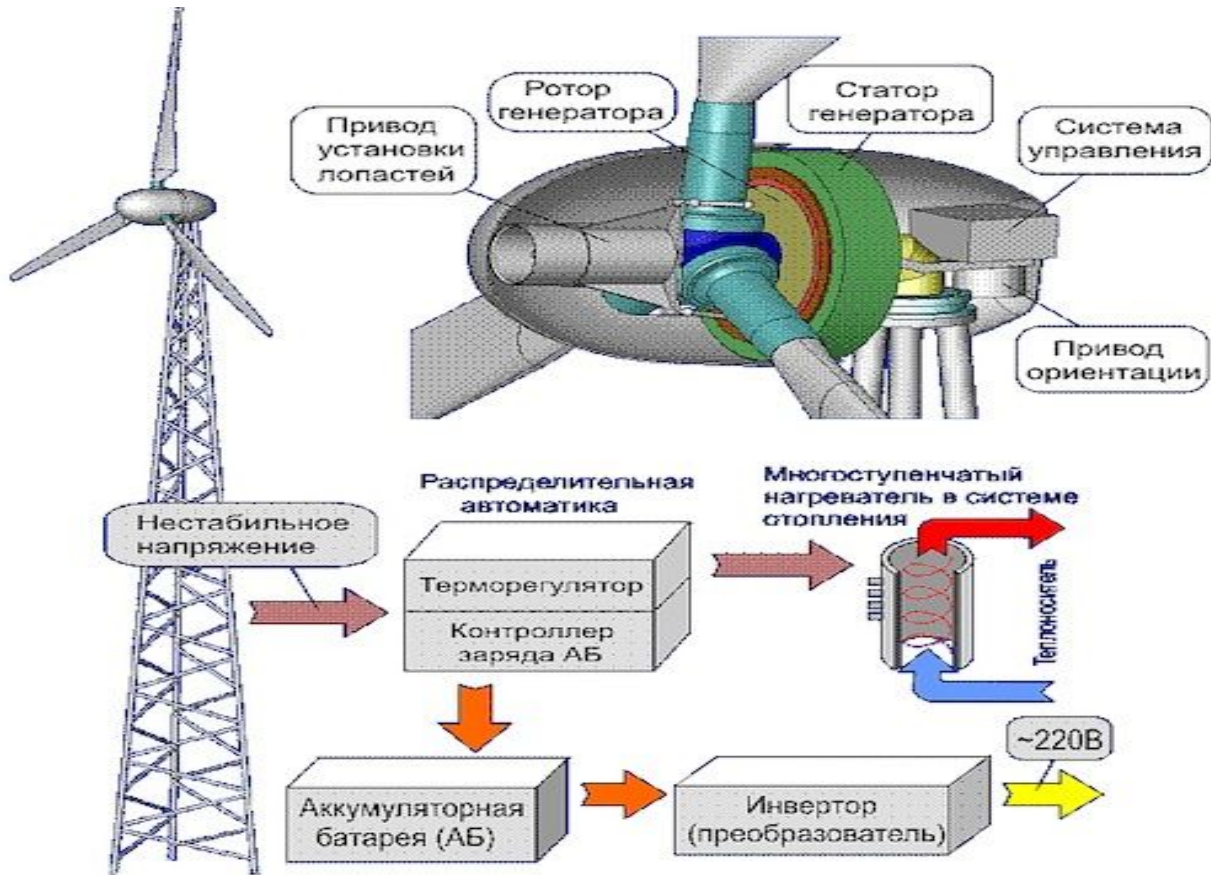 Ротор
генератора
Статор
генератора
Привод
установки
лопастей
Система
управления
Привод
ориентации
Нестабильное
напряжение
Распределительная
автоматика
Терморегулятор
Контроллер
заряда АБ
Многоступенчатый
нагреватель в системе
отопления
Теплоноситель
Аккумуляторная
батарея (АБ)
Инвертор
(преобразователь)
~220В